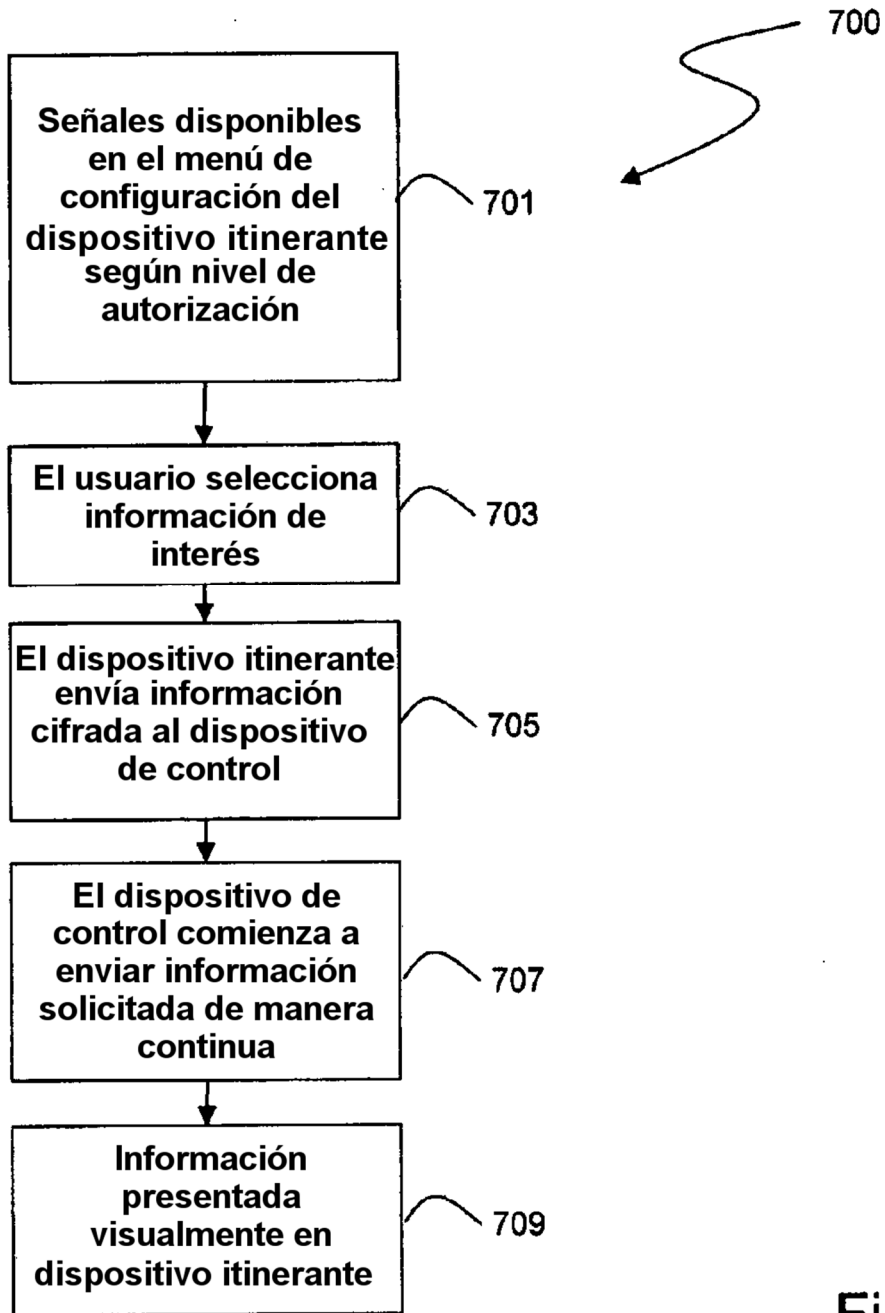 700
Señales disponibles
en el menú de
configuración del
dispositivo itinerante
según nivel de
autorización
701
El usuario selecciona
información de
interés
703
El dispositivo itinerante
envía información
cifrada al dispositivo
de control
705
El dispositivo de
control comienza a
enviar información
solicitada de manera
continua
707
Información
presentada
visualmente en
dispositivo itinerante
709